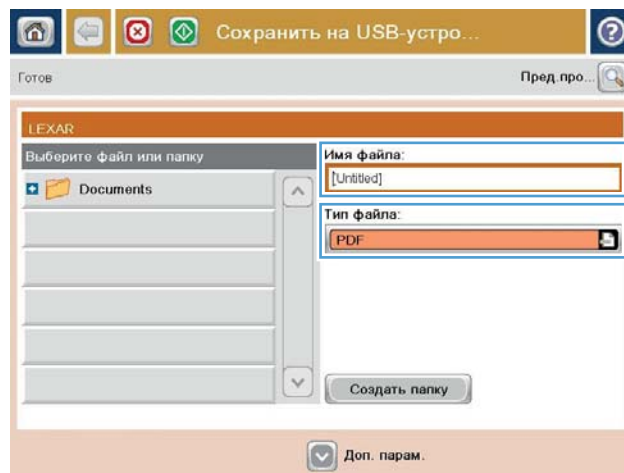 Сохранить на USB-устро...
Готов
Пред.про...
LEXAR
Выберите файл или папку
Documents
Имя файла:
[Untitled]
Тип файла:
PDF
Создать папку
Доп. парам.